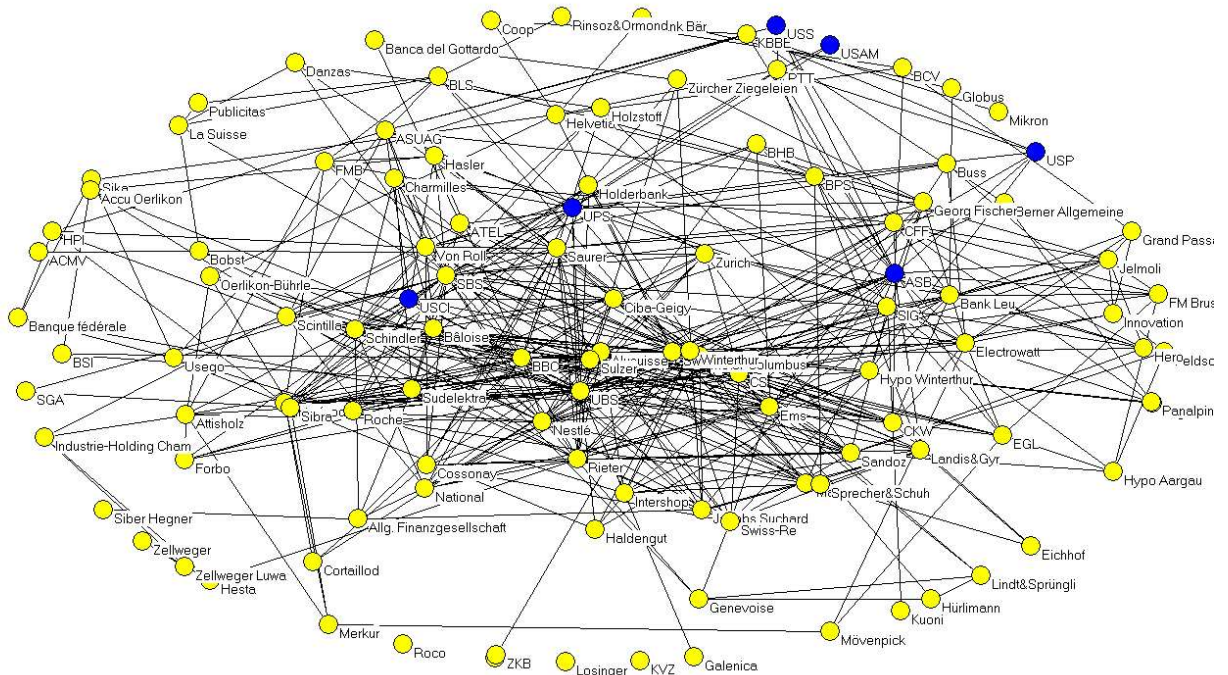 Coop
Rinsoz&Ormond
nk Bär
USS
KBBE
USAM
Banca del Gottardo
Danzas
BLS
Zürcher Ziegeleien
PTT
BCV
Globus
Mikron
Publicitas
La Suisse
Helvetia
Holzstoff
ASUAG
FMB
Hasler
BHB
BPS
Buss
USP
Sika
Accu Oerlikon
Charmilles
Holderbank
UPS
Georg Fischer
Berner Allgemeine
HPI
ACMV
ATEL
CFF
Grand Passa
Bobst
Von Roll
Saurer
Zurich
Jelmoli
Oerlikon-Bührle
SBS
ASB
USCI
Ciba-Geigy
Bank Leu
FM Brus
Banque fédérale
Scintilla
SIG
Innovation
Schindler
Bâloise
BSI
Usego
BBC
Sulzer
Alusuisse
Winterthur
Columbus
Electrowatt
Hero
eldsc
CS
Hypo Winterthur
SGA
Sudelektra
UBS
Ems
Panalpin
Attisholz
Sibra
Roche
Nestlé
CKW
EGL
Industrie-Holding Cham
Forbo
Cossonay
Rieter
Sandoz
Landis&Gyr
Hypo Aargau
National
Intershop
Sprecher&Schuh
Siber Hegner
Allg. Finanzgesellschaft
Haldengut
Jacobs Suchard
Swiss-Re
Zellweger
Eichhof
Zellweger Luwa
Hesta
Cortaillod
Lindt&Sprüngli
Genevoise
Hürlimann
Kuoni
Merkur
Mövenpick
Roco
ZKB
Losinger
KVZ
Galenica